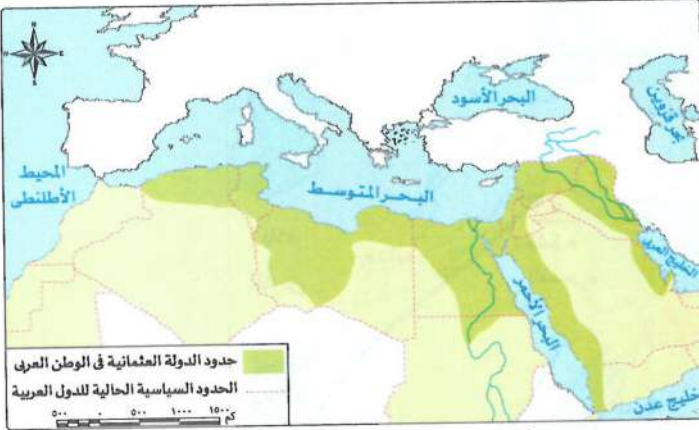 N
W
E
S
البحر الأسود
بحر قزوين
المحيط
الأطلنطى
البحر المتوسط
الخليج العربى
البحر الأحمر
خليج عدن
حدود الدولة العثمانية فى الوطن العربى
الحدود السياسية الحالية للدول العربية
٥٠٠ ٠ ٥٠٠ ١٠٠٠ ١٥٠٠ كم